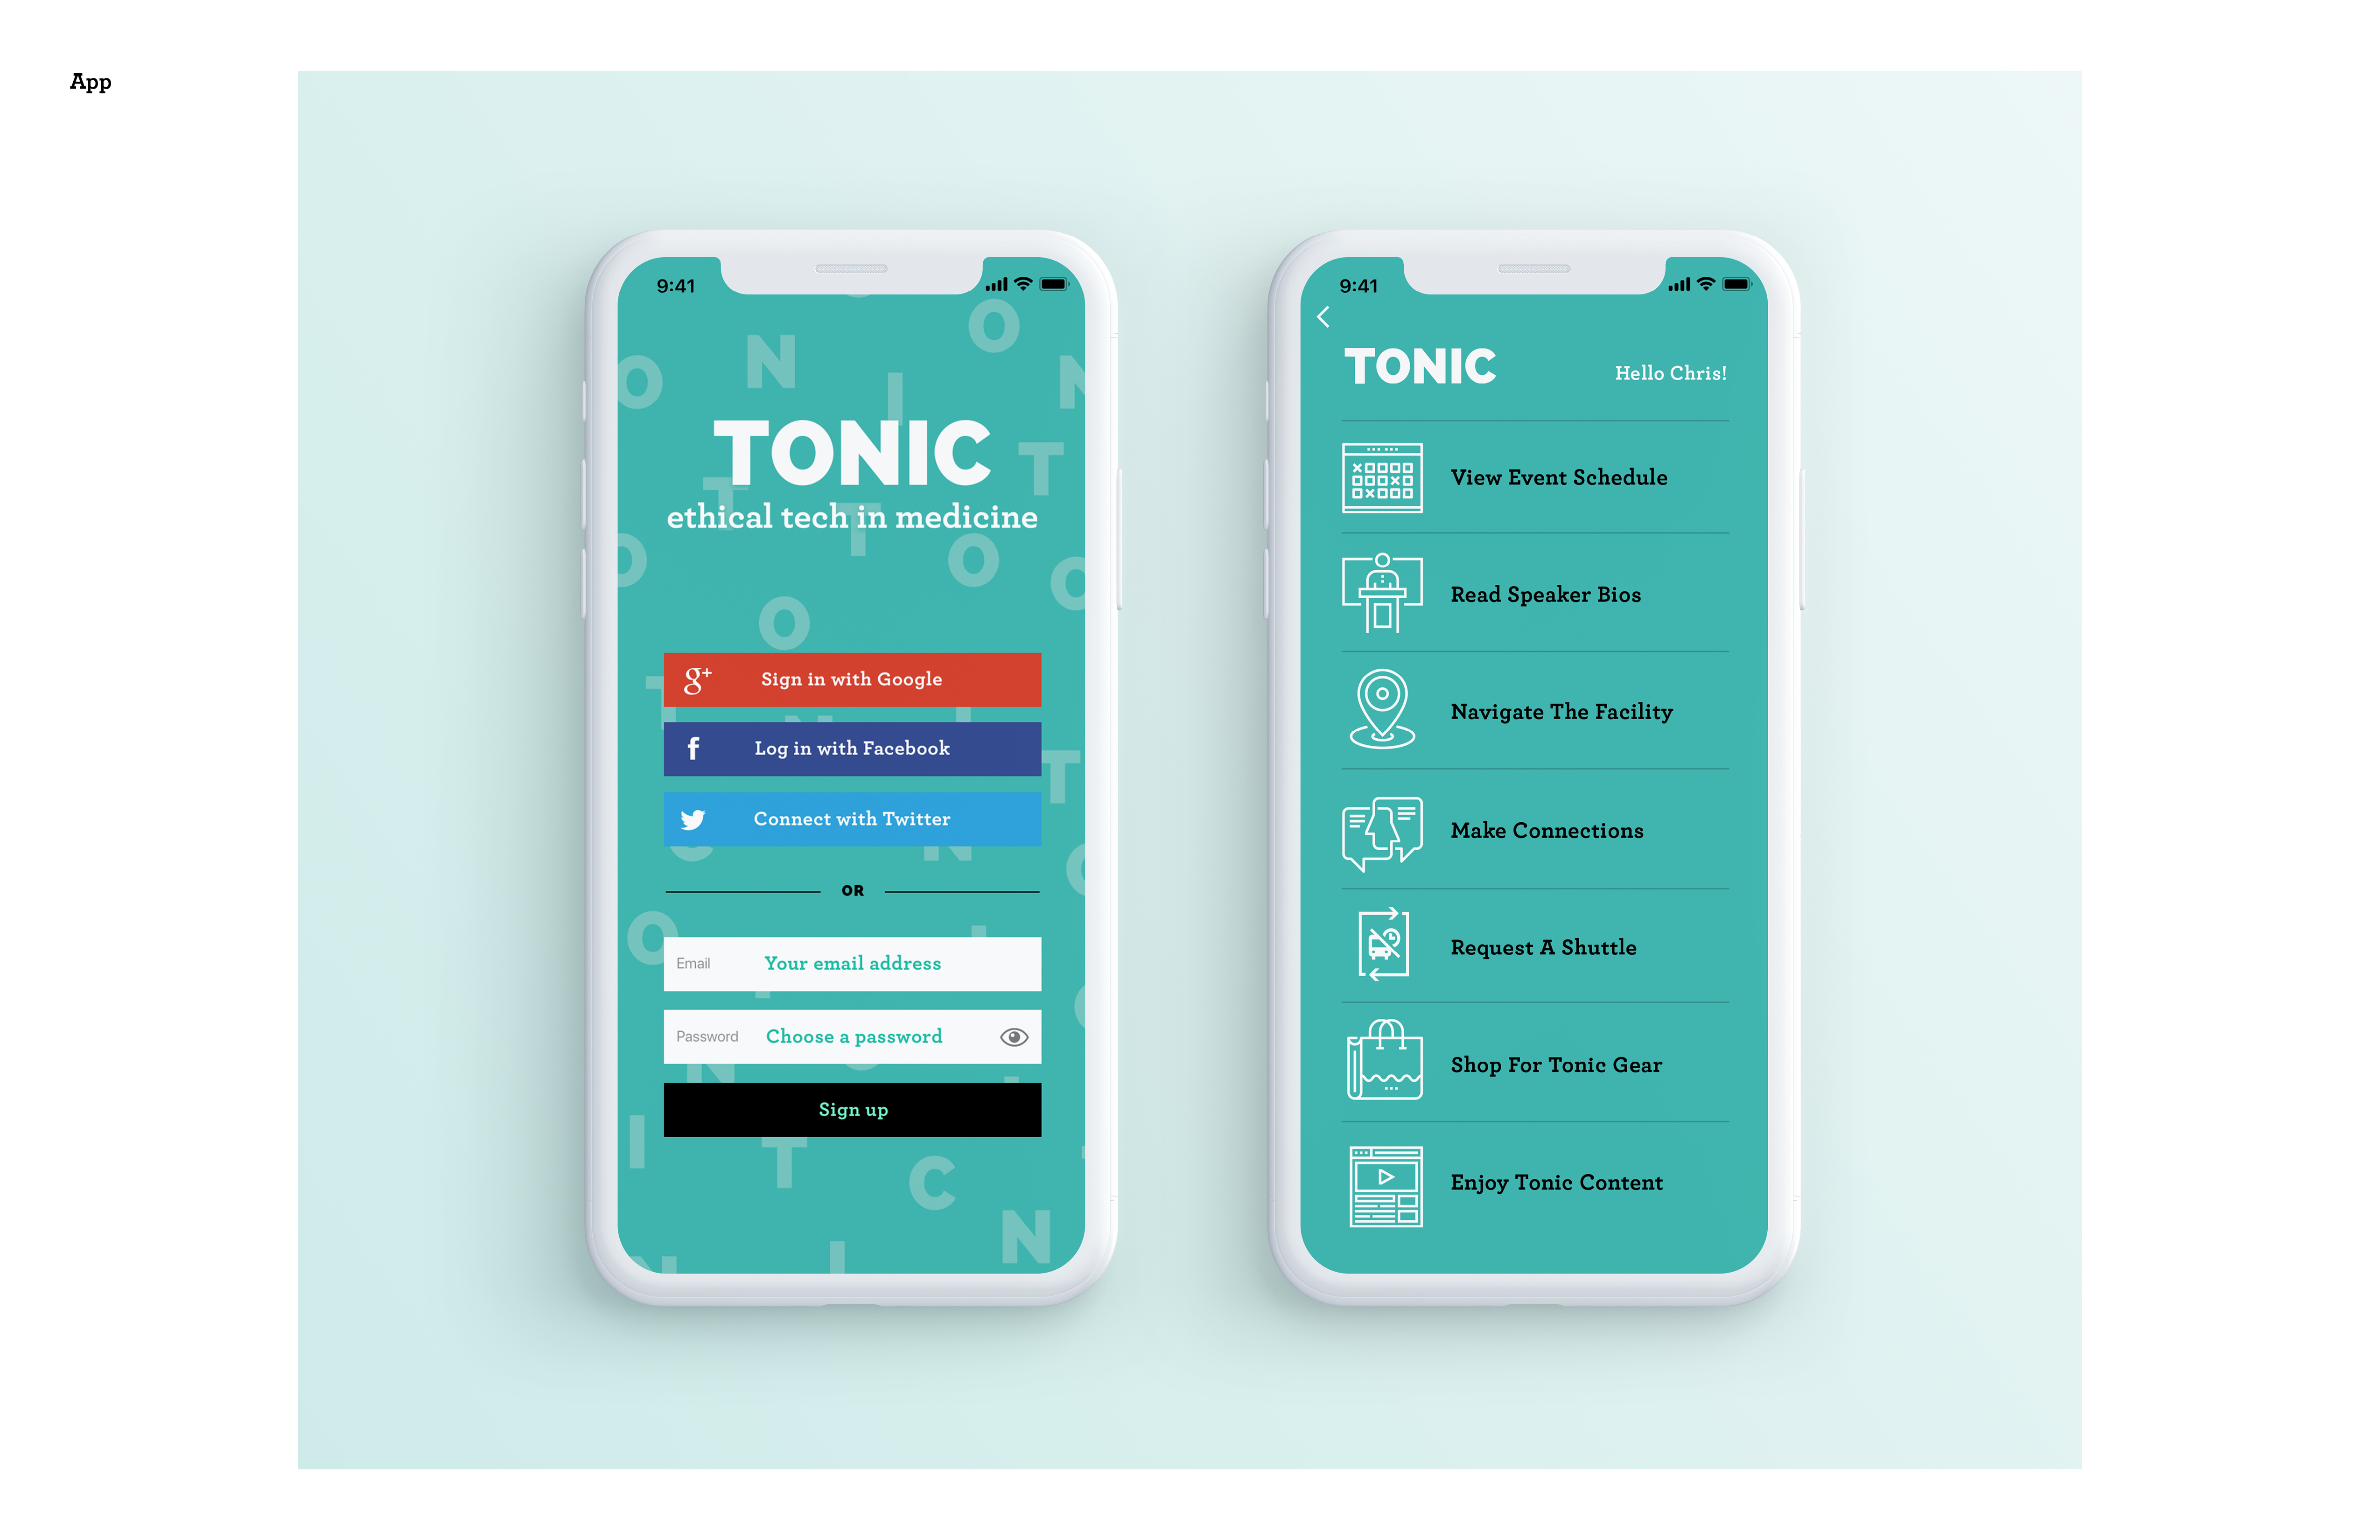 App
9:41
TONIC
ethical tech in medicine
g+ Sign in with Google
f Log in with Facebook
Connect with Twitter
OR
Email Your email address
Password Choose a password
Sign up
9:41
TONIC Hello Chris!
View Event Schedule
Read Speaker Bios
Navigate The Facility
Make Connections
Request A Shuttle
Shop For Tonic Gear
Enjoy Tonic Content